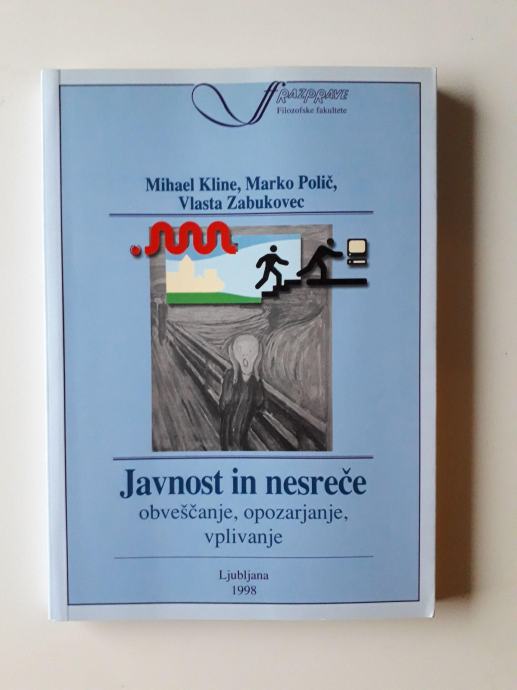 RAZPRAVE
Filozofske fakultete
Mihael Kline, Marko Polič,
Vlasta Zabukovec
Javnost in nesreče
obveščanje, opozarjanje,
vplivanje
Ljubljana
1998